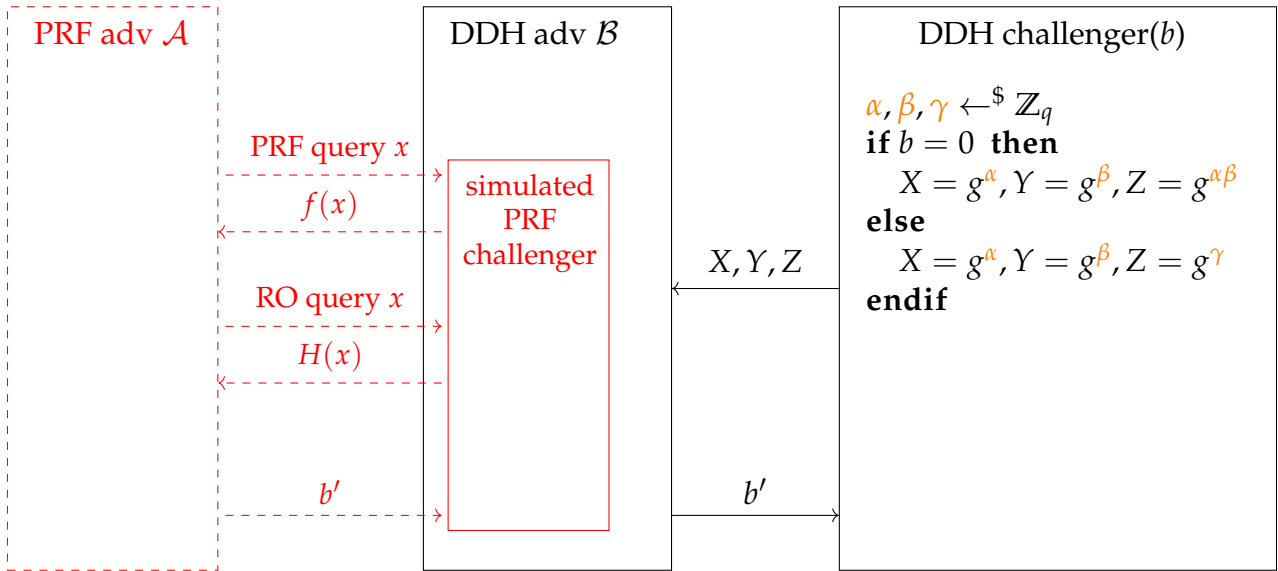 PRF adv 𝒜
DDH adv ℬ
DDH challenger(b)
α, β, γ ←$ ℤq
if b = 0 then
X = g^α, Y = g^β, Z = g^{αβ}
else
X = g^α, Y = g^β, Z = g^γ
endif
PRF query x
f(x)
RO query x
H(x)
b′
simulated
PRF
challenger
X, Y, Z
b′